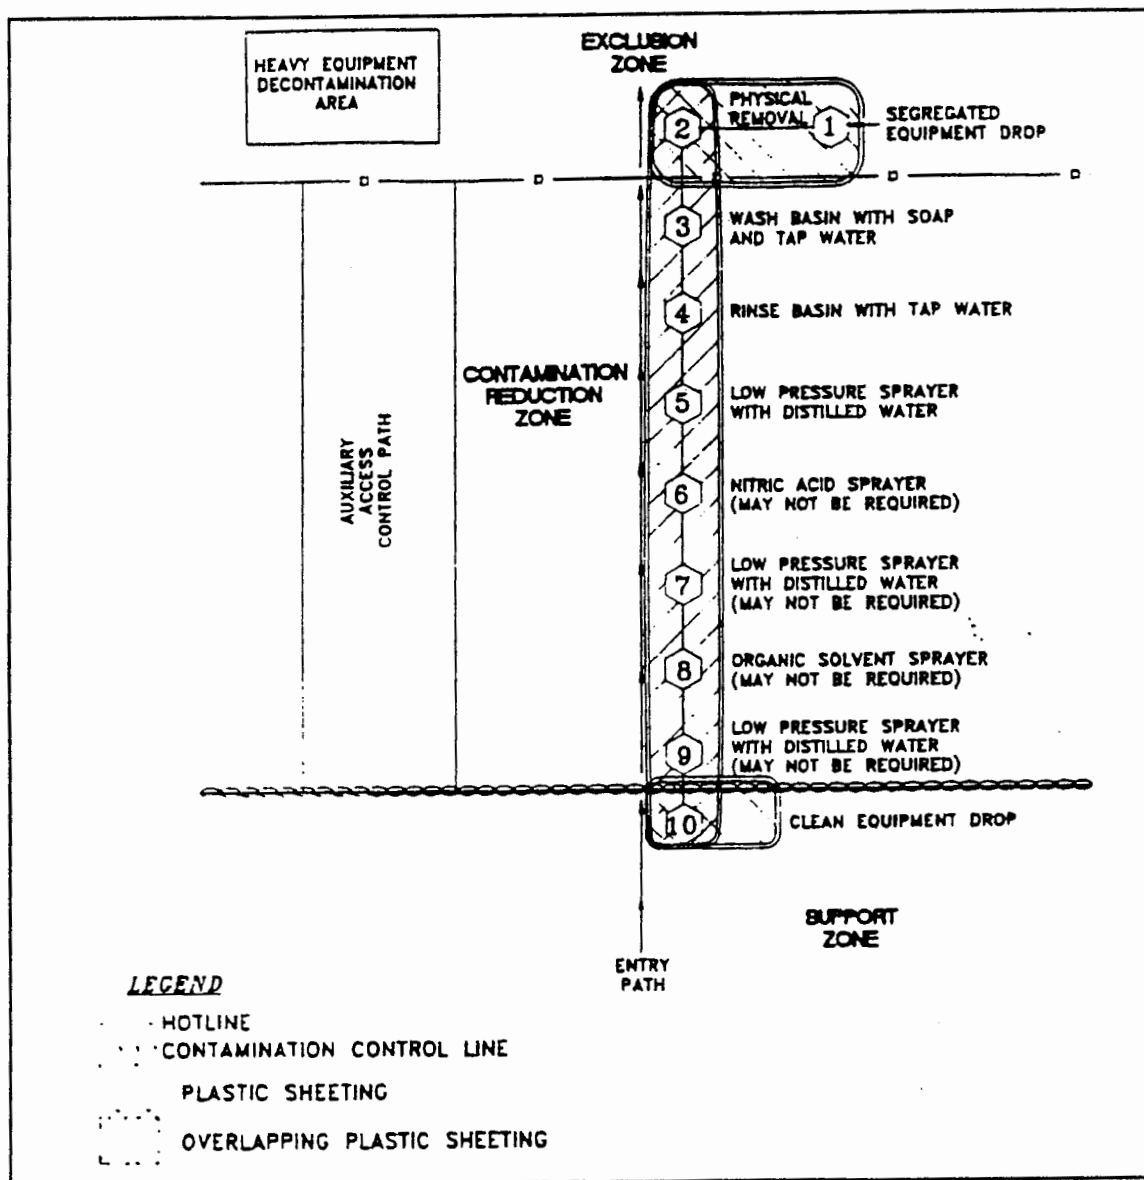 HEAVY EQUIPMENT
DECONTAMINATION
AREA
EXCLUSION
ZONE
PHYSICAL
REMOVAL
2
1
SEGREGATED
EQUIPMENT DROP
3
WASH BASIN WITH SOAP
AND TAP WATER
4
RINSE BASIN WITH TAP WATER
CONTAMINATION
REDUCTION
ZONE
5
LOW PRESSURE SPRAYER
WITH DISTILLED WATER
AUXILIARY
ACCESS
CONTROL PATH
6
NITRIC ACID SPRAYER
(MAY NOT BE REQUIRED)
7
LOW PRESSURE SPRAYER
WITH DISTILLED WATER
(MAY NOT BE REQUIRED)
8
ORGANIC SOLVENT SPRAYER
(MAY NOT BE REQUIRED)
9
LOW PRESSURE SPRAYER
WITH DISTILLED WATER
(MAY NOT BE REQUIRED)
10
CLEAN EQUIPMENT DROP
SUPPORT
ZONE
ENTRY
PATH
LEGEND
HOTLINE
CONTAMINATION CONTROL LINE
PLASTIC SHEETING
OVERLAPPING PLASTIC SHEETING